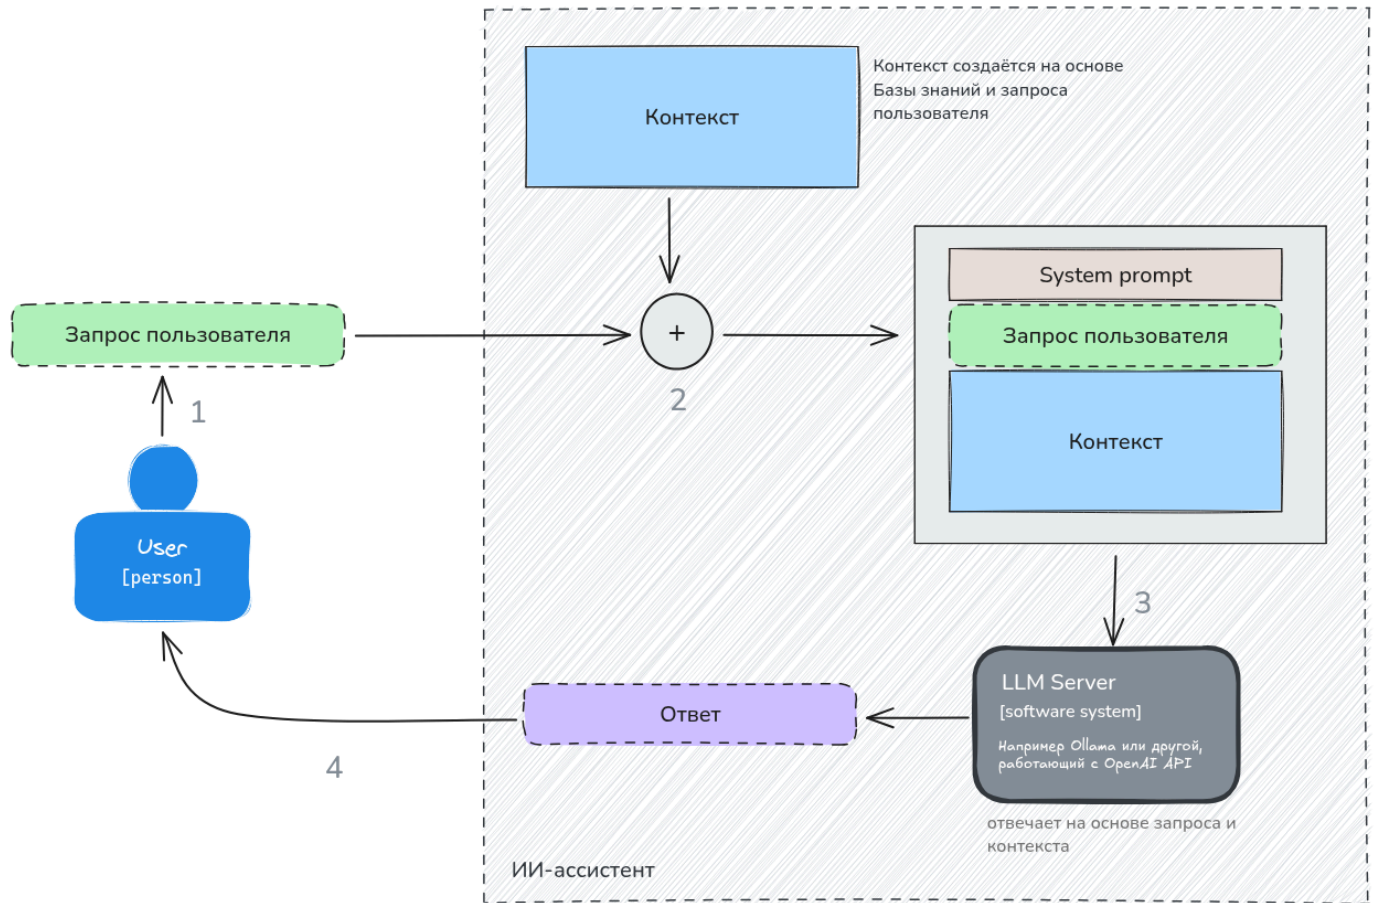 Контекст
Контекст создаётся на основе
Базы знаний и запроса
пользователя
System prompt
Запрос пользователя
Запрос пользователя
+
2
1
Контекст
User
[person]
3
LLM Server
[software system]
Например Ollama или другой,
работающий с OpenAI API
Ответ
4
отвечает на основе запроса и
контекста
ИИ-ассистент